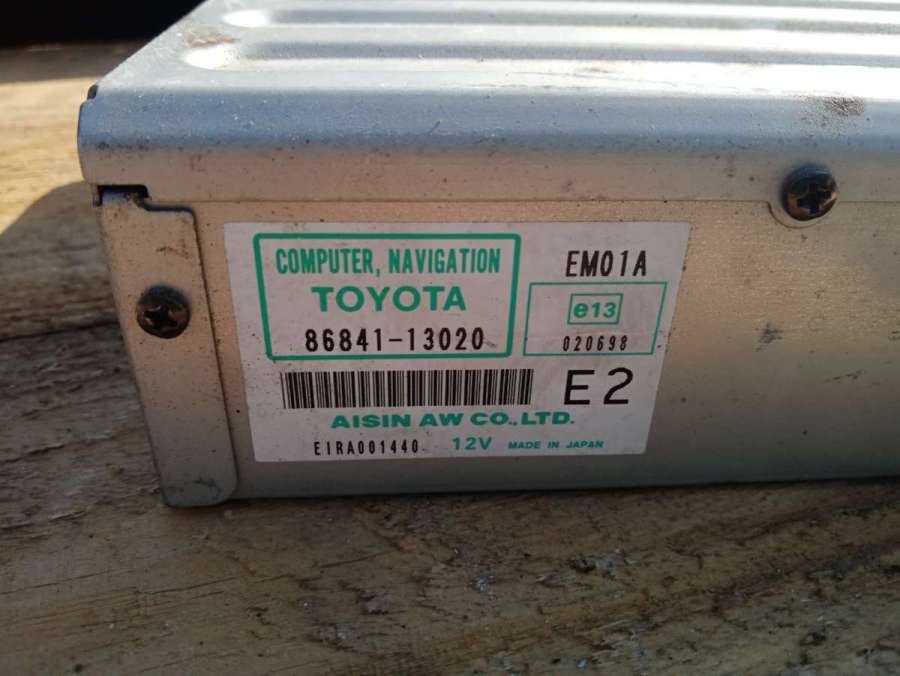 COMPUTER, NAVIGATION
TOYOTA
86841-13020
EM01A
e13
020698
E2
AISIN AW CO., LTD.
EIRA001440
12V
MADE IN JAPAN